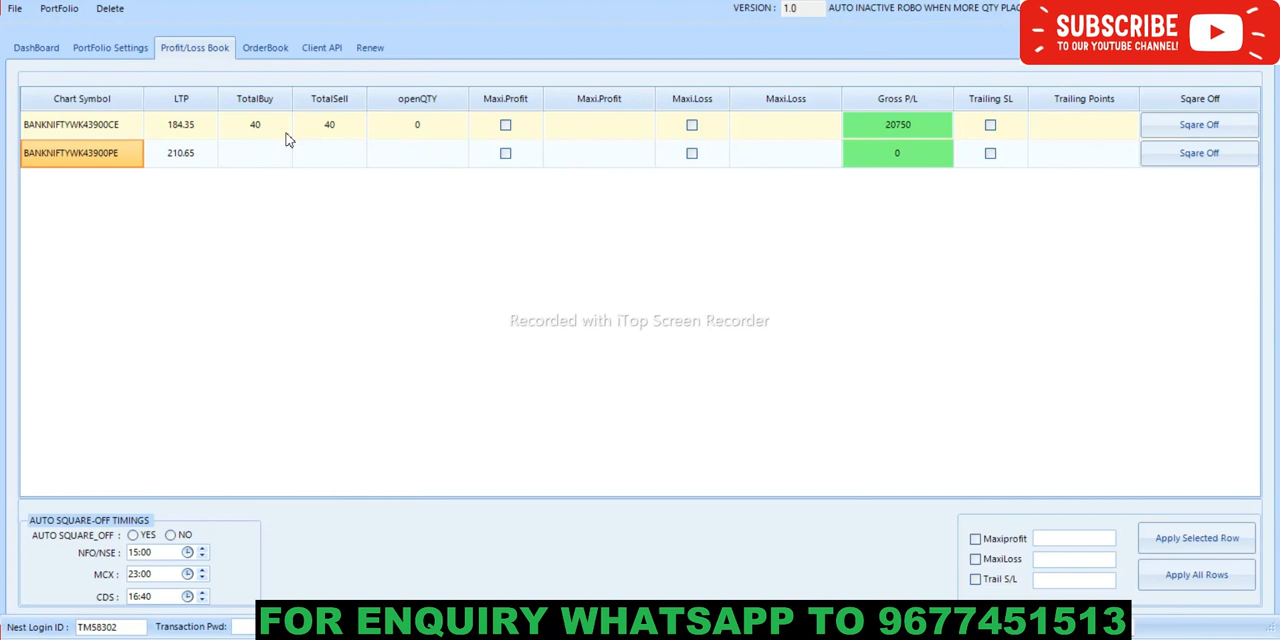 File PortFolio Delete VERSION : 1.0 AUTO INACTIVE ROBO WHEN MORE QTY PLAC
SUBSCRIBE
TO OUR YOUTUBE CHANNEL!
DashBoard PortFolio Settings Profit/Loss Book OrderBook Client API Renew
Chart Symbol LTP TotalBuy TotalSell openQTY Maxi.Profit Maxi.Profit Maxi.Loss Maxi.Loss Gross P/L Trailing SL Trailing Points Sqare Off
BANKNIFTYWK43900CE 184.35 40 40 0 20750 Sqare Off
BANKNIFTYWK43900PE 210.65 0 Sqare Off
Recorded with iTop Screen Recorder
AUTO SQUARE-OFF TIMINGS
AUTO SQUARE_OFF : YES NO
NFO/NSE : 15:00
MCX : 23:00
CDS : 16:40
Maxiprofit Apply Selected Row
MaxiLoss
Trail S/L Apply All Rows
Nest Login ID : TM58302 Transaction Pwd:
FOR ENQUIRY WHATSAPP TO 9677451513